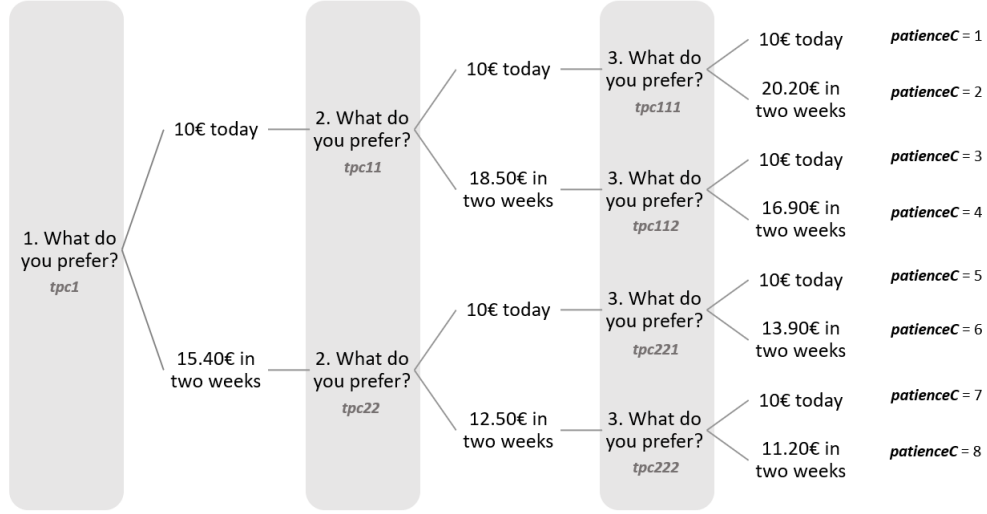 1. What do
you prefer?
tpc1
10€ today
15.40€ in
two weeks
2. What do
you prefer?
tpc11
2. What do
you prefer?
tpc22
10€ today
18.50€ in
two weeks
10€ today
12.50€ in
two weeks
3. What do
you prefer?
tpc111
3. What do
you prefer?
tpc112
3. What do
you prefer?
tpc221
3. What do
you prefer?
tpc222
10€ today
20.20€ in
two weeks
10€ today
16.90€ in
two weeks
10€ today
13.90€ in
two weeks
10€ today
11.20€ in
two weeks
patienceC = 1
patienceC = 2
patienceC = 3
patienceC = 4
patienceC = 5
patienceC = 6
patienceC = 7
patienceC = 8